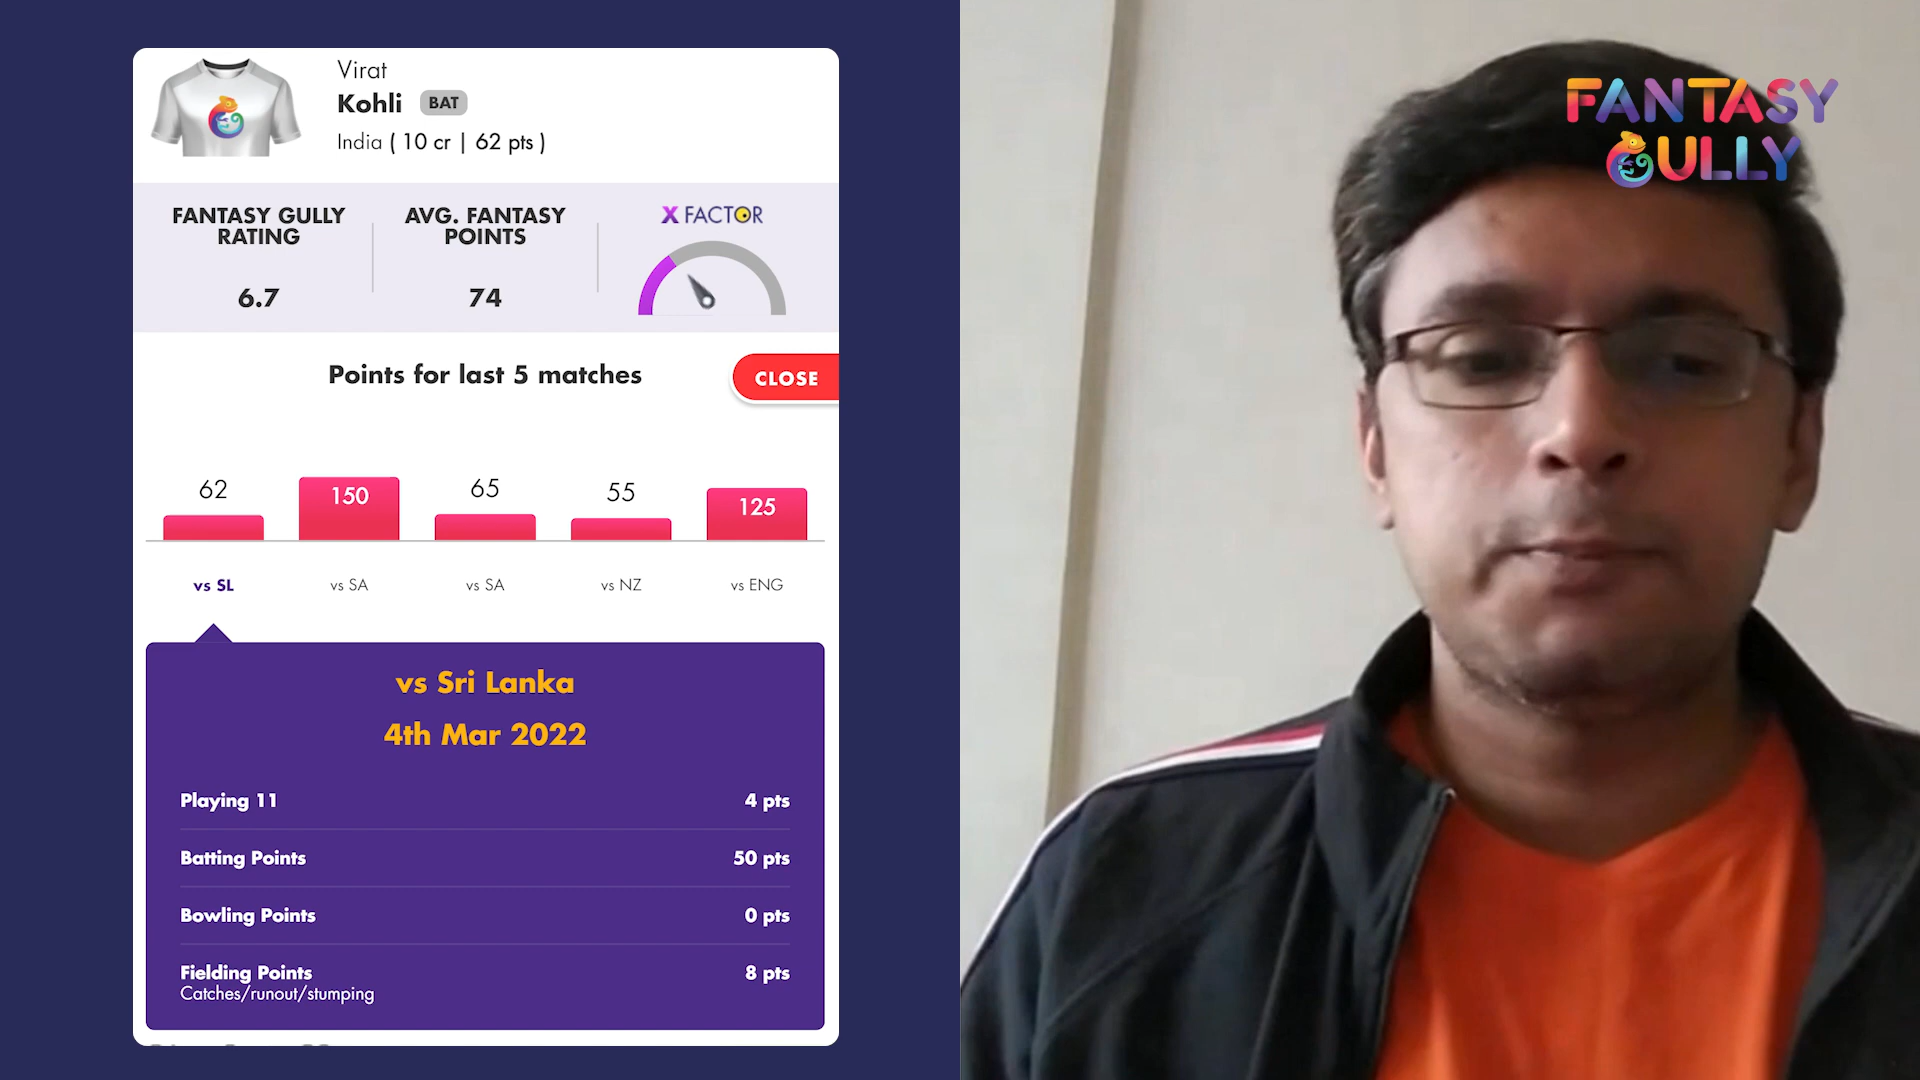 Virat
Kohli BAT
India ( 10 cr | 62 pts )
FANTASY GULLY
RATING
6.7
AVG. FANTASY
POINTS
74
X FACTOR
Points for last 5 matches
CLOSE
62
150
65
55
125
vs SL
vs SA
vs SA
vs NZ
vs ENG
vs Sri Lanka
4th Mar 2022
Playing 11 4 pts
Batting Points 50 pts
Bowling Points 0 pts
Fielding Points 8 pts
Catches/runout/stumping
FANTASY
GULLY